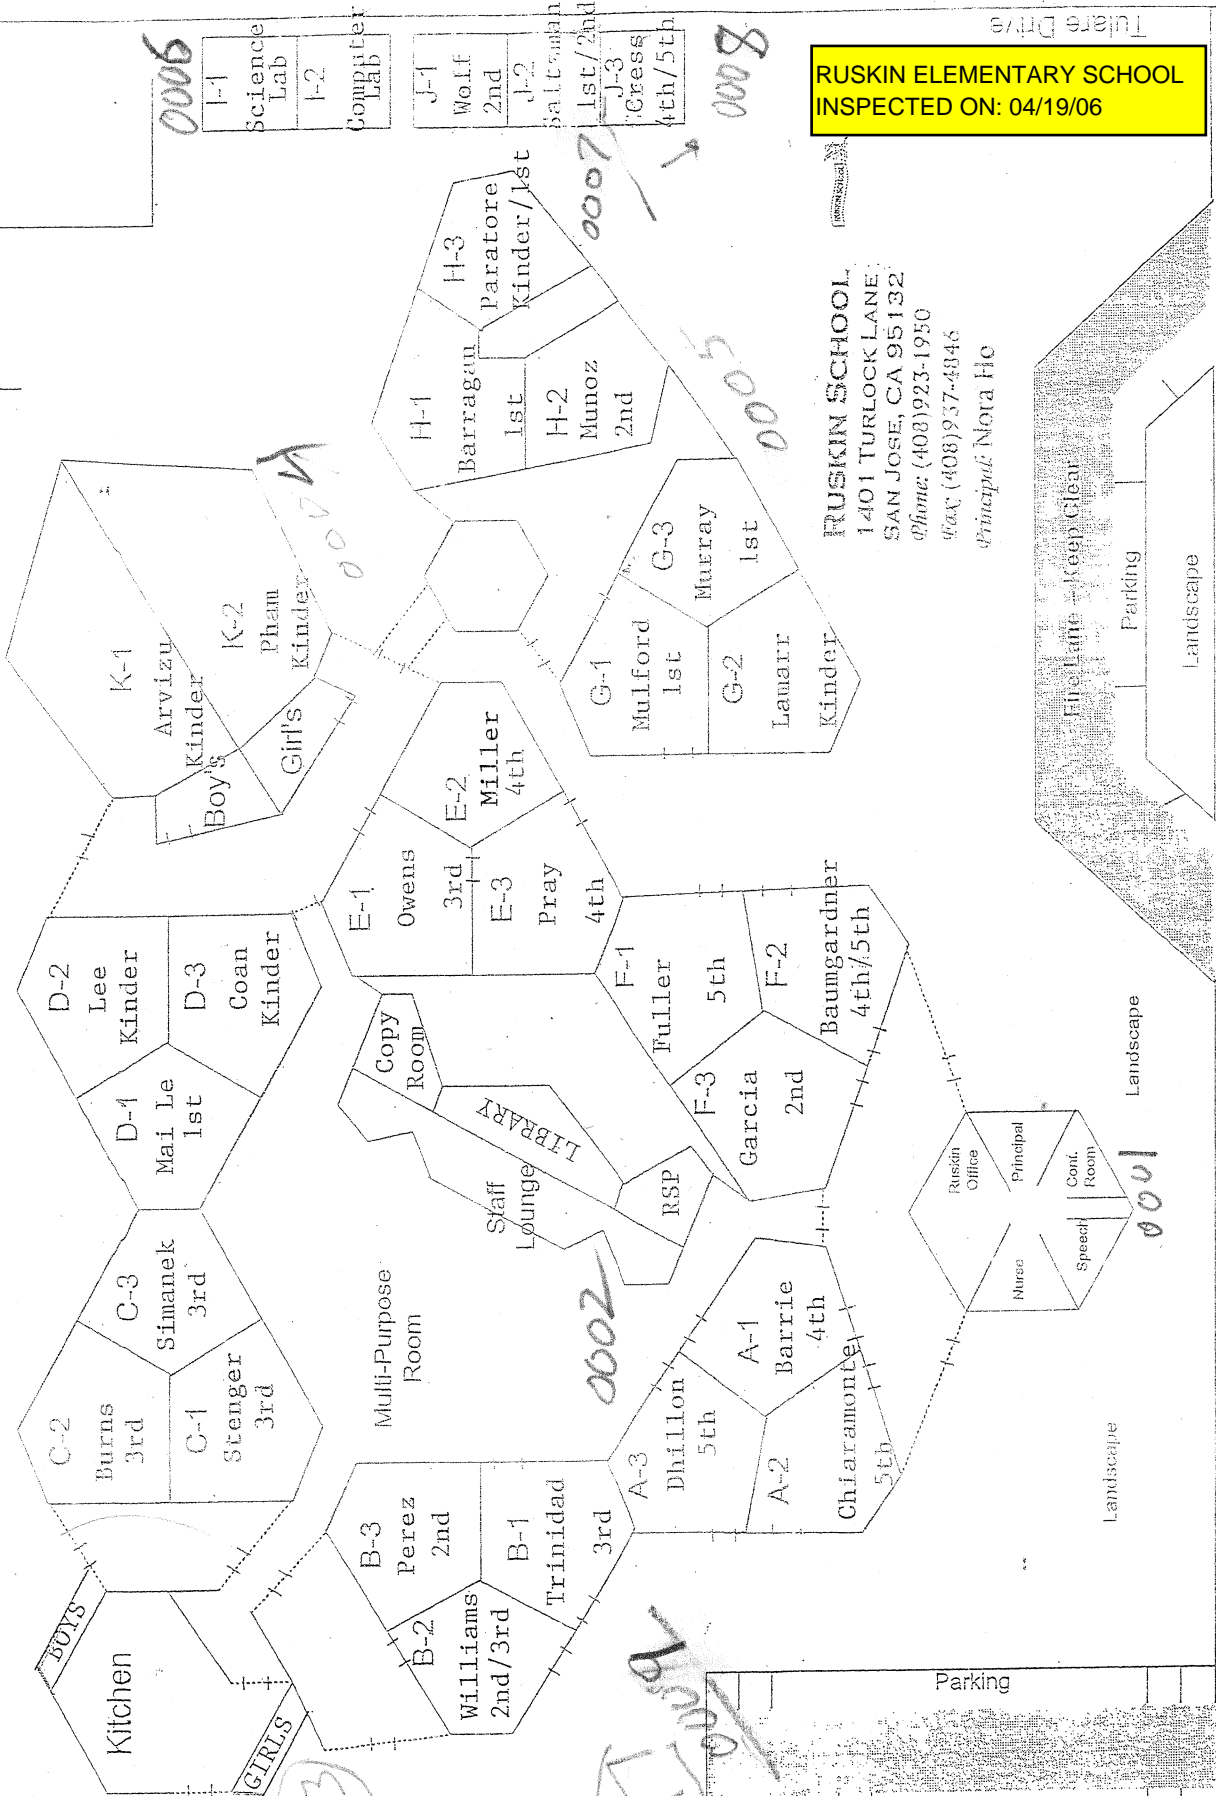 Tulare Drive
RUSKIN ELEMENTARY SCHOOL
INSPECTED ON: 04/19/06
0006
I-1
Science
Lab
I-2
Computer
Lab
J-1
Wolff
2nd
J-2
Saltzman
1st/2nd
J-3
Cress
4th/5th
0008
0007
H-3
Paratore
Kinder/1st
H-1
Barragan
1st
H-2
Munoz
2nd
0005
RUSKIN SCHOOL
1401 TURLOCK LANE
SAN JOSE, CA 95132
Phone: (408)923-1950
Fax: (408)937-4846
Principal: Nora Ho
K-1
Arvizu
Kinder
K-2
Pham
Kinder
0004
Boy's
Girl's
G-3
Murray
1st
G-1
Mulford
1st
G-2
Lamarr
Kinder
Fire Lane - Keep Clear
Parking
Landscape
E-2
Miller
4th
E-1
Owens
3rd
E-3
Pray
4th
D-2
Lee
Kinder
D-3
Coan
Kinder
D-1
Mai Le
1st
F-1
Fuller
5th
F-2
Baumgardner
4th/5th
F-3
Garcia
2nd
Copy
Room
LIBRARY
Staff
Lounge
RSP
Ruskin
Office
Principal
Conf.
Room
Speech
Nurse
0001
Landscape
C-3
Simanek
3rd
C-2
Burns
3rd
C-1
Stenger
3rd
Multi-Purpose
Room
0002
A-1
Barrie
4th
A-3
Dhillon
5th
A-2
Chiaramonte
5th
Landscape
B-3
Perez
2nd
B-1
Trinidad
3rd
B-2
Williams
2nd/3rd
BOYS
Kitchen
GIRLS
3
Parking